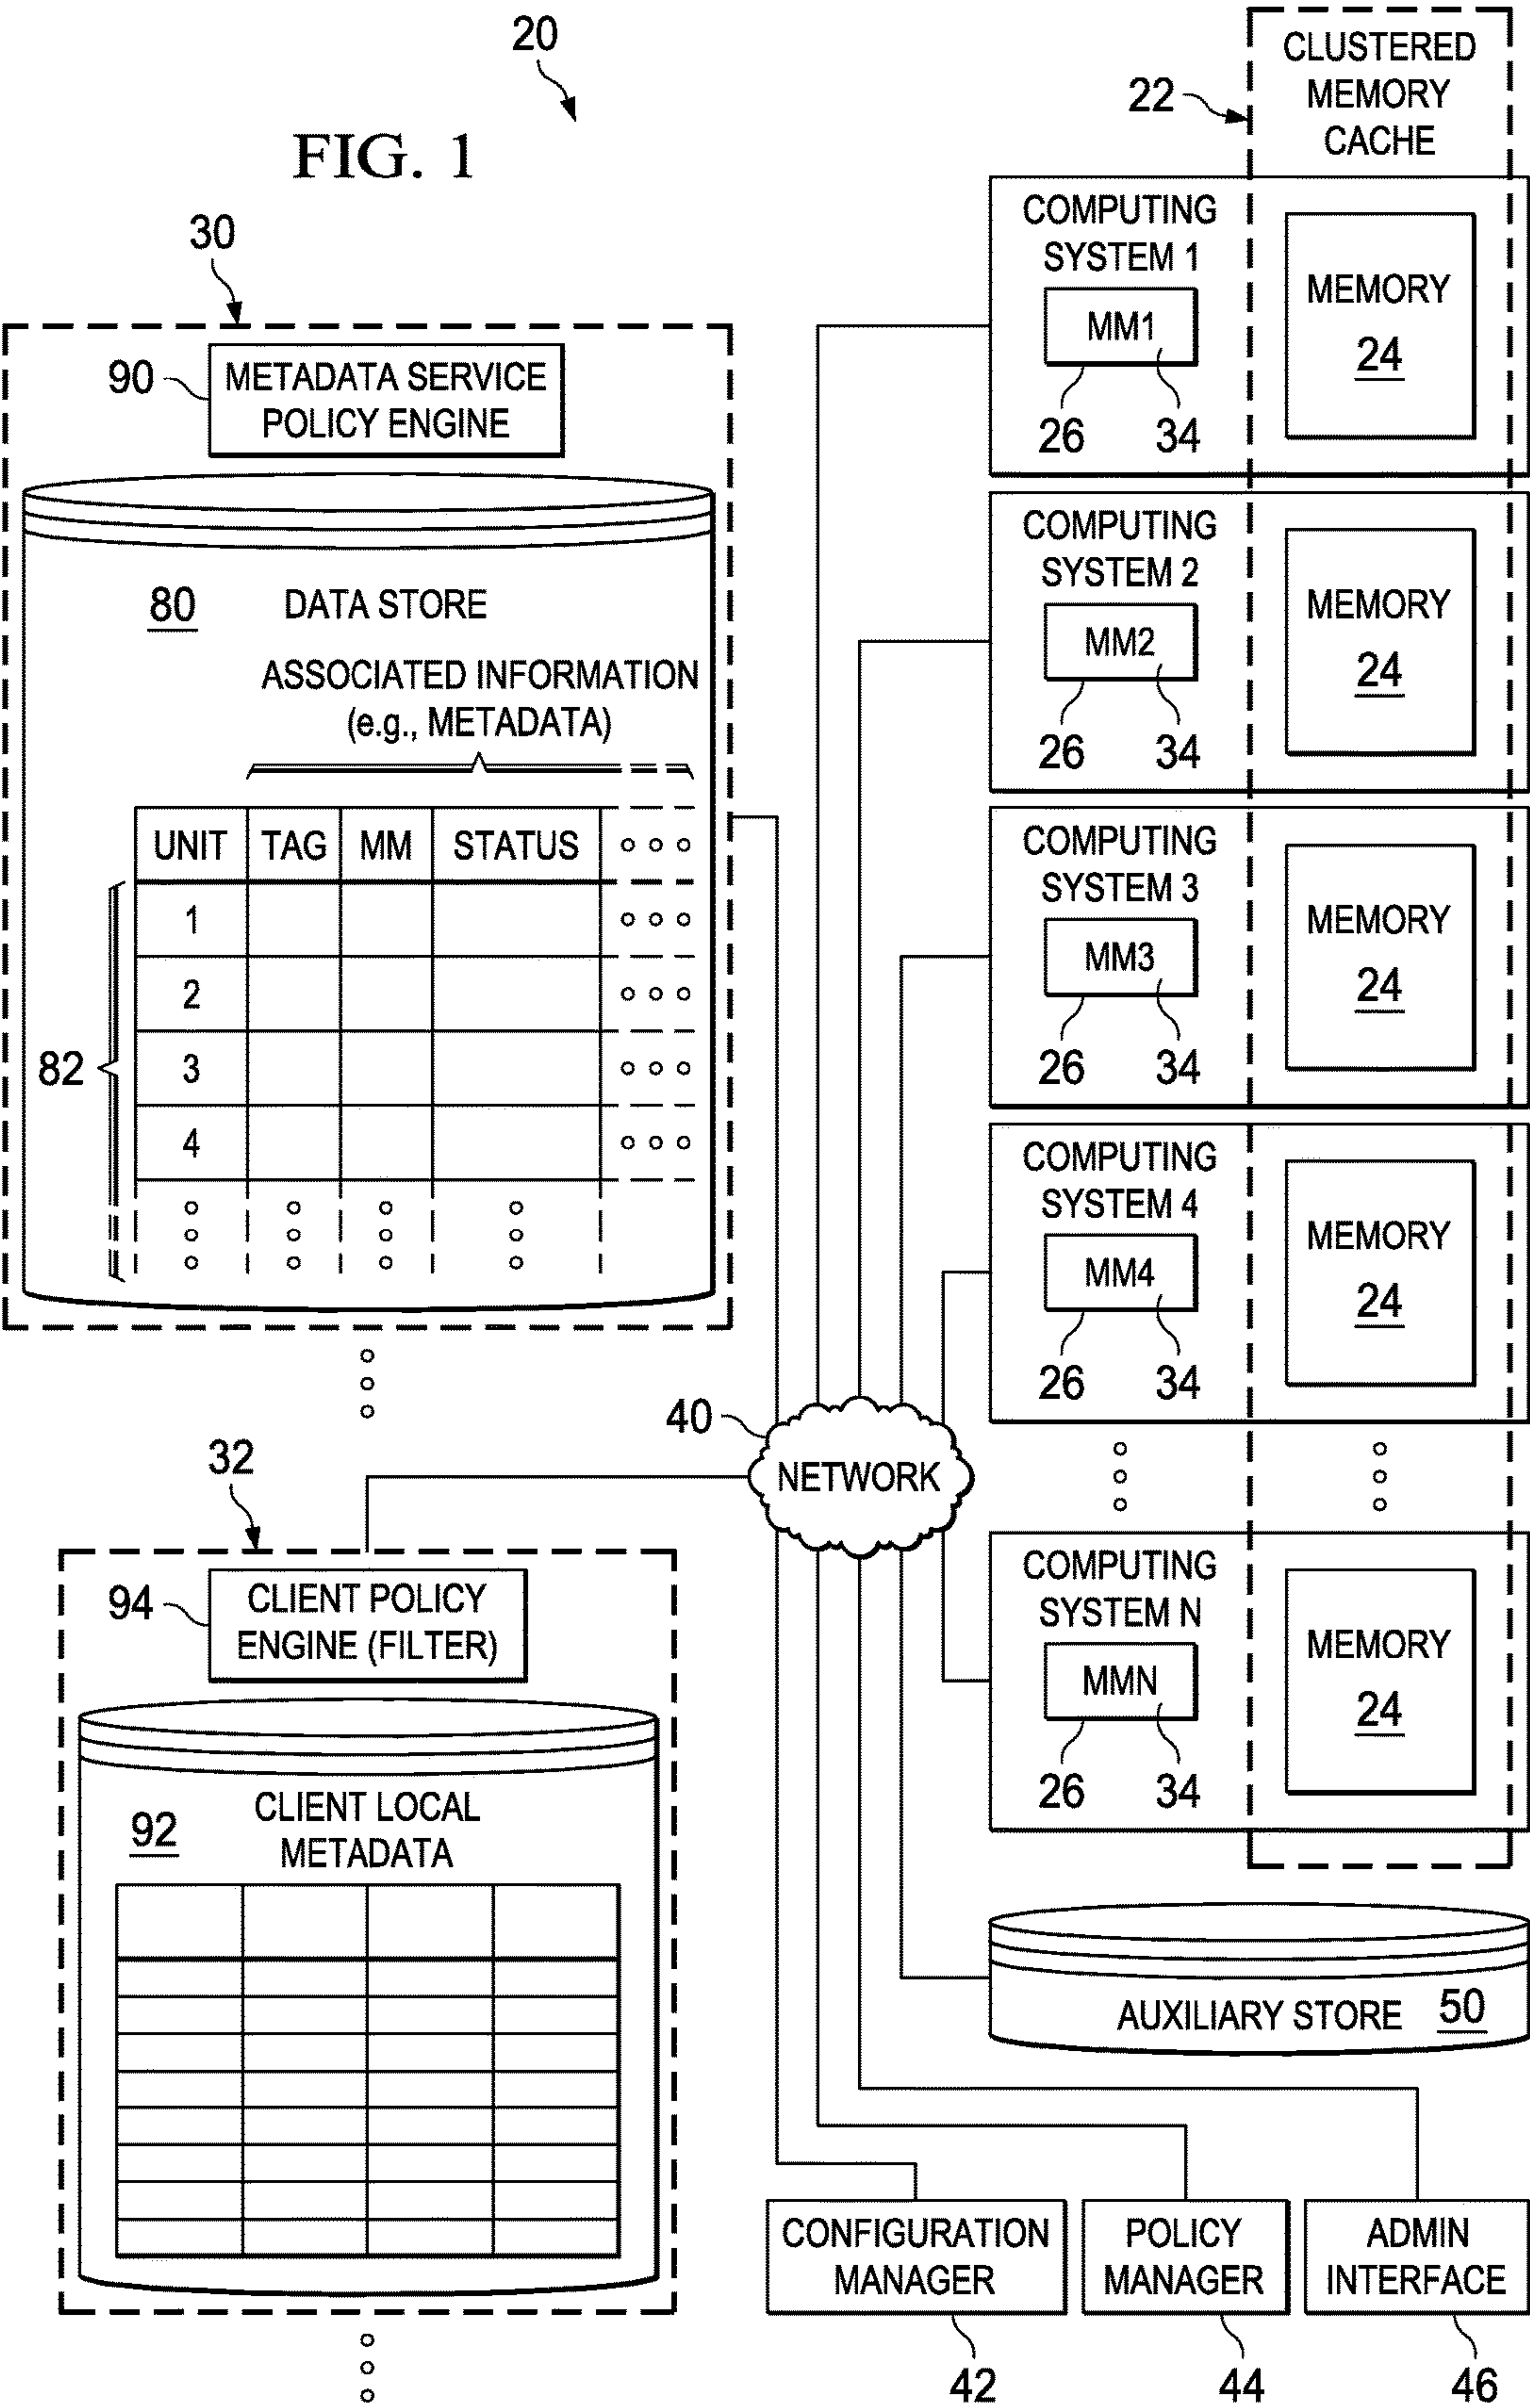 20
FIG. 1
30
90
METADATA SERVICE
POLICY ENGINE
80
DATA STORE
ASSOCIATED INFORMATION
(e.g., METADATA)
UNIT TAG MM STATUS
1
2
3
4
82
32
94
CLIENT POLICY
ENGINE (FILTER)
92
CLIENT LOCAL
METADATA
40
NETWORK
22
CLUSTERED
MEMORY
CACHE
COMPUTING
SYSTEM 1
MM1
26 34
MEMORY
24
COMPUTING
SYSTEM 2
MM2
26 34
MEMORY
24
COMPUTING
SYSTEM 3
MM3
26 34
MEMORY
24
COMPUTING
SYSTEM 4
MM4
26 34
MEMORY
24
COMPUTING
SYSTEM N
MMN
26 34
MEMORY
24
AUXILIARY STORE 50
CONFIGURATION
MANAGER
42
POLICY
MANAGER
44
ADMIN
INTERFACE
46